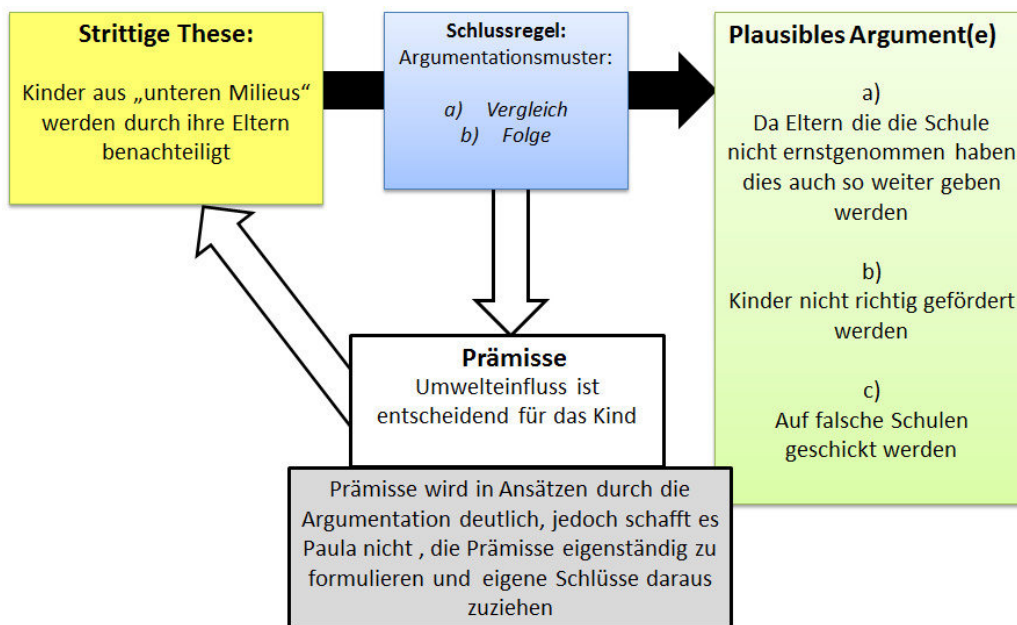 Strittige These:
Kinder aus „unteren Milieus“
werden durch ihre Eltern
benachteiligt
Schlussregel:
Argumentationsmuster:
a) Vergleich
b) Folge
Plausibles Argument(e)
a)
Da Eltern die die Schule
nicht ernstgenommen haben
dies auch so weiter geben
werden
b)
Kinder nicht richtig gefördert
werden
c)
Auf falsche Schulen
geschickt werden
Prämisse
Umwelteinfluss ist
entscheidend für das Kind
Prämisse wird in Ansätzen durch die
Argumentation deutlich, jedoch schafft es
Paula nicht , die Prämisse eigenständig zu
formulieren und eigene Schlüsse daraus
zuziehen